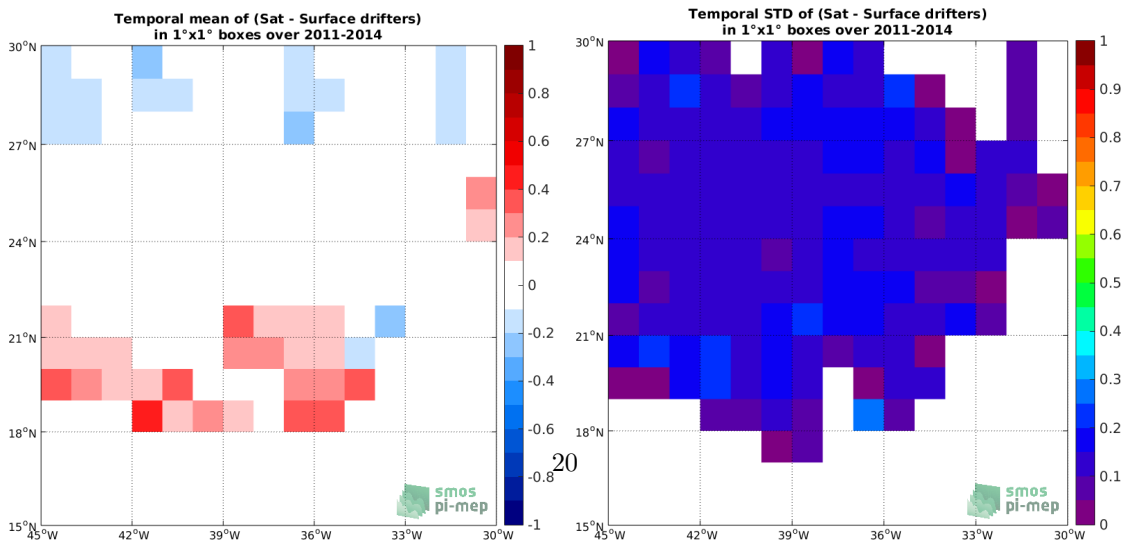 Temporal mean of (Sat - Surface drifters)
in 1°x1° boxes over 2011-2014
30°N
27°N
24°N
21°N
18°N
15°N
45°W
42°W
39°W
36°W
33°W
30°W
1
0.8
0.6
0.4
0.2
0
-0.2
-0.4
-0.6
-0.8
-1
smos
pi-mep
20
Temporal STD of (Sat - Surface drifters)
in 1°x1° boxes over 2011-2014
30°N
27°N
24°N
21°N
18°N
15°N
45°W
42°W
39°W
36°W
33°W
30°W
1
0.9
0.8
0.7
0.6
0.5
0.4
0.3
0.2
0.1
0
smos
pi-mep